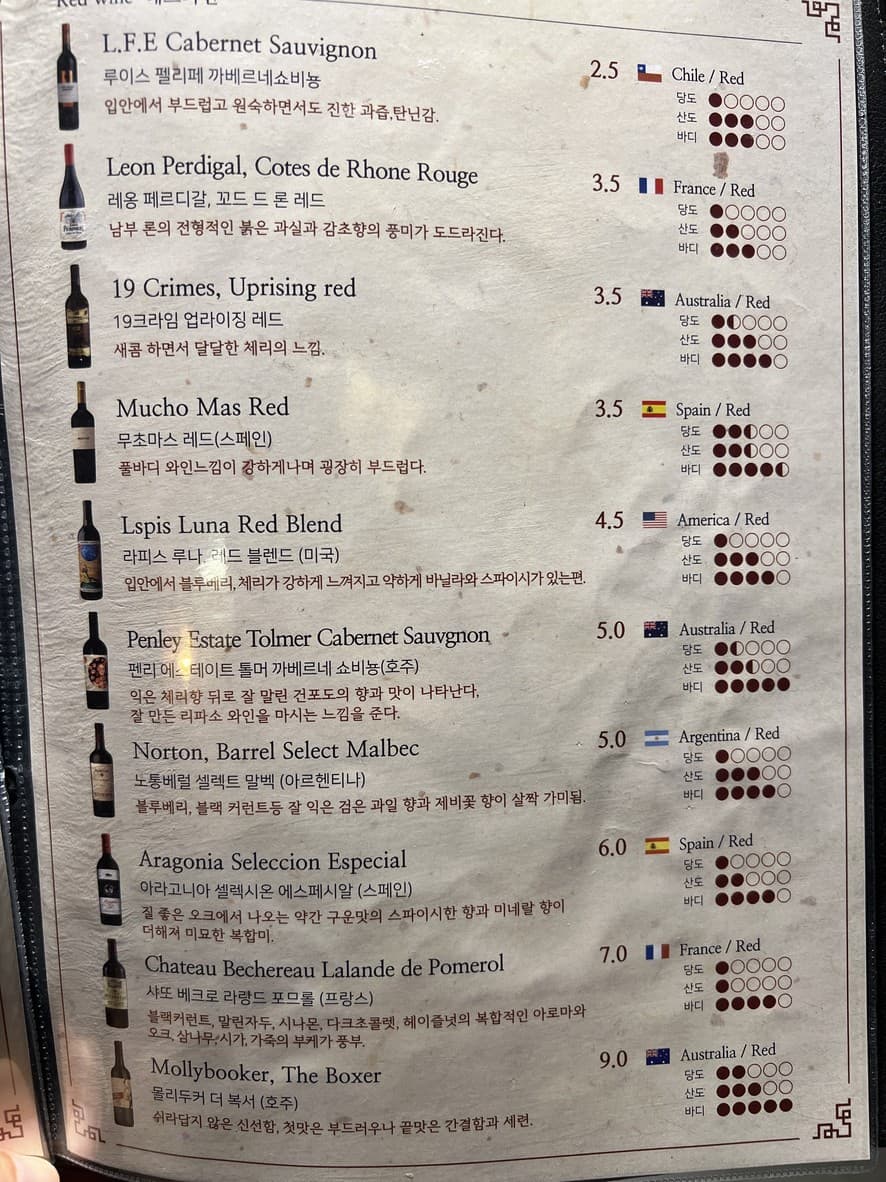 Red wine 레드와인
L.F.E Cabernet Sauvignon 2.5 Chile / Red
루이스 펠리페 까베르네쇼비뇽 당도
입안에서 부드럽고 원숙하면서도 진한 과즙,탄닌감. 산도
바디
Leon Perdigal, Cotes de Rhone Rouge 3.5 France / Red
레옹 페르디갈, 꼬드 드 론 레드 당도
남부 론의 전형적인 붉은 과실과 감초향의 풍미가 도드라진다. 산도
바디
19 Crimes, Uprising red 3.5 Australia / Red
19크라임 업라이징 레드 당도
새콤 하면서 달달한 체리의 느낌. 산도
바디
Mucho Mas Red 3.5 Spain / Red
무초마스 레드(스페인) 당도
풀바디 와인느낌이 강하게나며 굉장히 부드럽다. 산도
바디
Lspis Luna Red Blend 4.5 America / Red
라피스 루나 레드 블렌드 (미국) 당도
입안에서 블루베리, 체리가 강하게 느껴지고 약하게 바닐라와 스파이시가 있는편. 산도
바디
Penley Estate Tolmer Cabernet Sauvgnon 5.0 Australia / Red
펜리 에스테이트 톨머 까베르네 쇼비뇽(호주) 당도
익은 체리향 뒤로 잘 말린 건포도의 향과 맛이 나타난다, 산도
잘 만든 리파소 와인을 마시는 느낌을 준다. 바디
Norton, Barrel Select Malbec 5.0 Argentina / Red
노통베럴 셀렉트 말벡 (아르헨티나) 당도
블루베리, 블랙 커런트등 잘 익은 검은 과일 향과 제비꽃 향이 살짝 가미됨. 산도
바디
Aragonia Seleccion Especial 6.0 Spain / Red
아라고니아 셀렉시온 에스페시알 (스페인) 당도
질 좋은 오크에서 나오는 약간 구운맛의 스파이시한 향과 미네랄 향이 산도
더해져 미묘한 복합미. 바디
Chateau Bechereau Lalande de Pomerol 7.0 France / Red
샤또 베크로 라랑드 포므롤 (프랑스) 당도
블랙커런트, 말린자두, 시나몬, 다크초콜렛, 헤이즐넛의 복합적인 아로마와 산도
오크, 삼나무,시가, 가죽의 부케가 풍부. 바디
Mollybooker, The Boxer 9.0 Australia / Red
몰리두커 더 복서 (호주) 당도
쉬라답지 않은 신선함, 첫맛은 부드러우나 끝맛은 간결함과 세련. 산도
바디